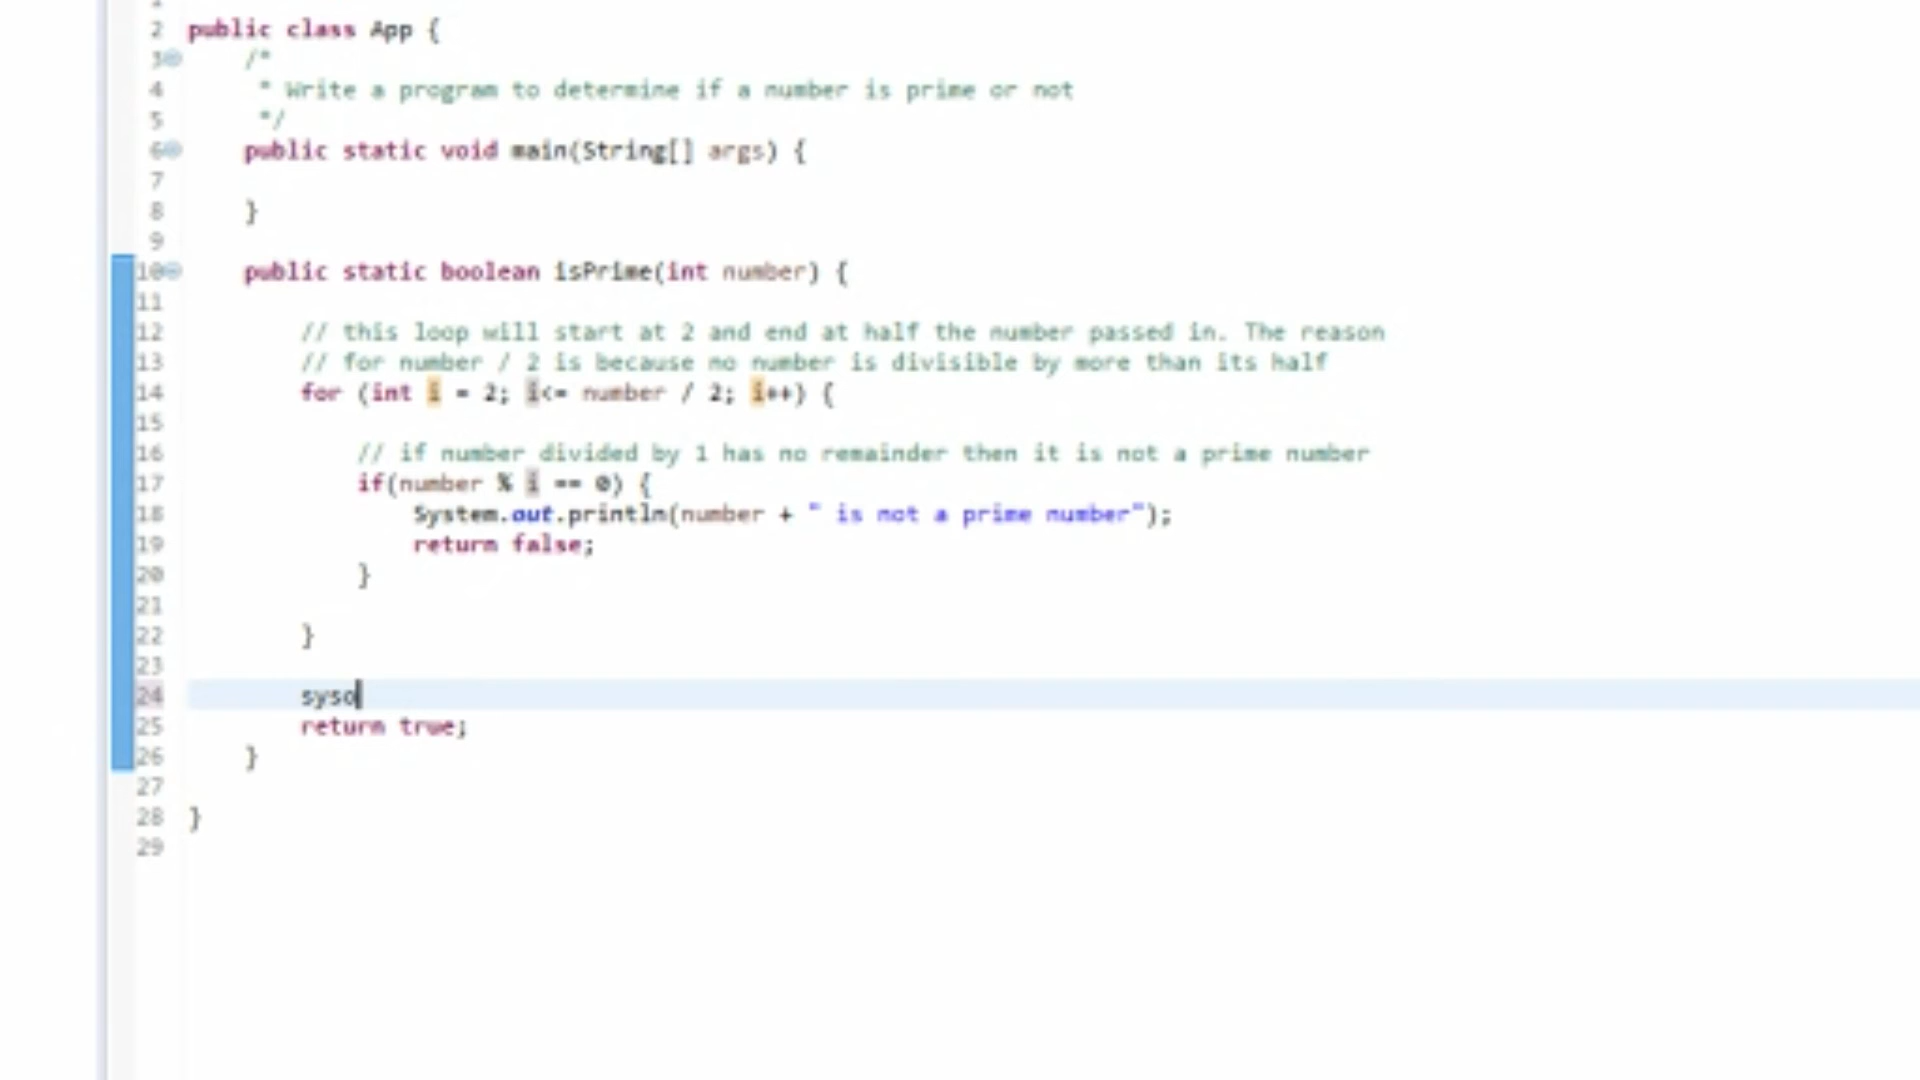 1
2 public class App {
3 /*
4 * Write a program to determine if a number is prime or not
5 */
6 public static void main(String[] args) {
7
8 }
9
10 public static boolean isPrime(int number) {
11
12 // this loop will start at 2 and end at half the number passed in. The reason
13 // for number / 2 is because no number is divisible by more than its half
14 for (int i = 2; i<= number / 2; i++) {
15
16 // if number divided by 1 has no remainder then it is not a prime number
17 if(number % i == 0) {
18 System.out.println(number + " is not a prime number");
19 return false;
20 }
21
22 }
23
24 syso
25 return true;
26 }
27
28 }
29